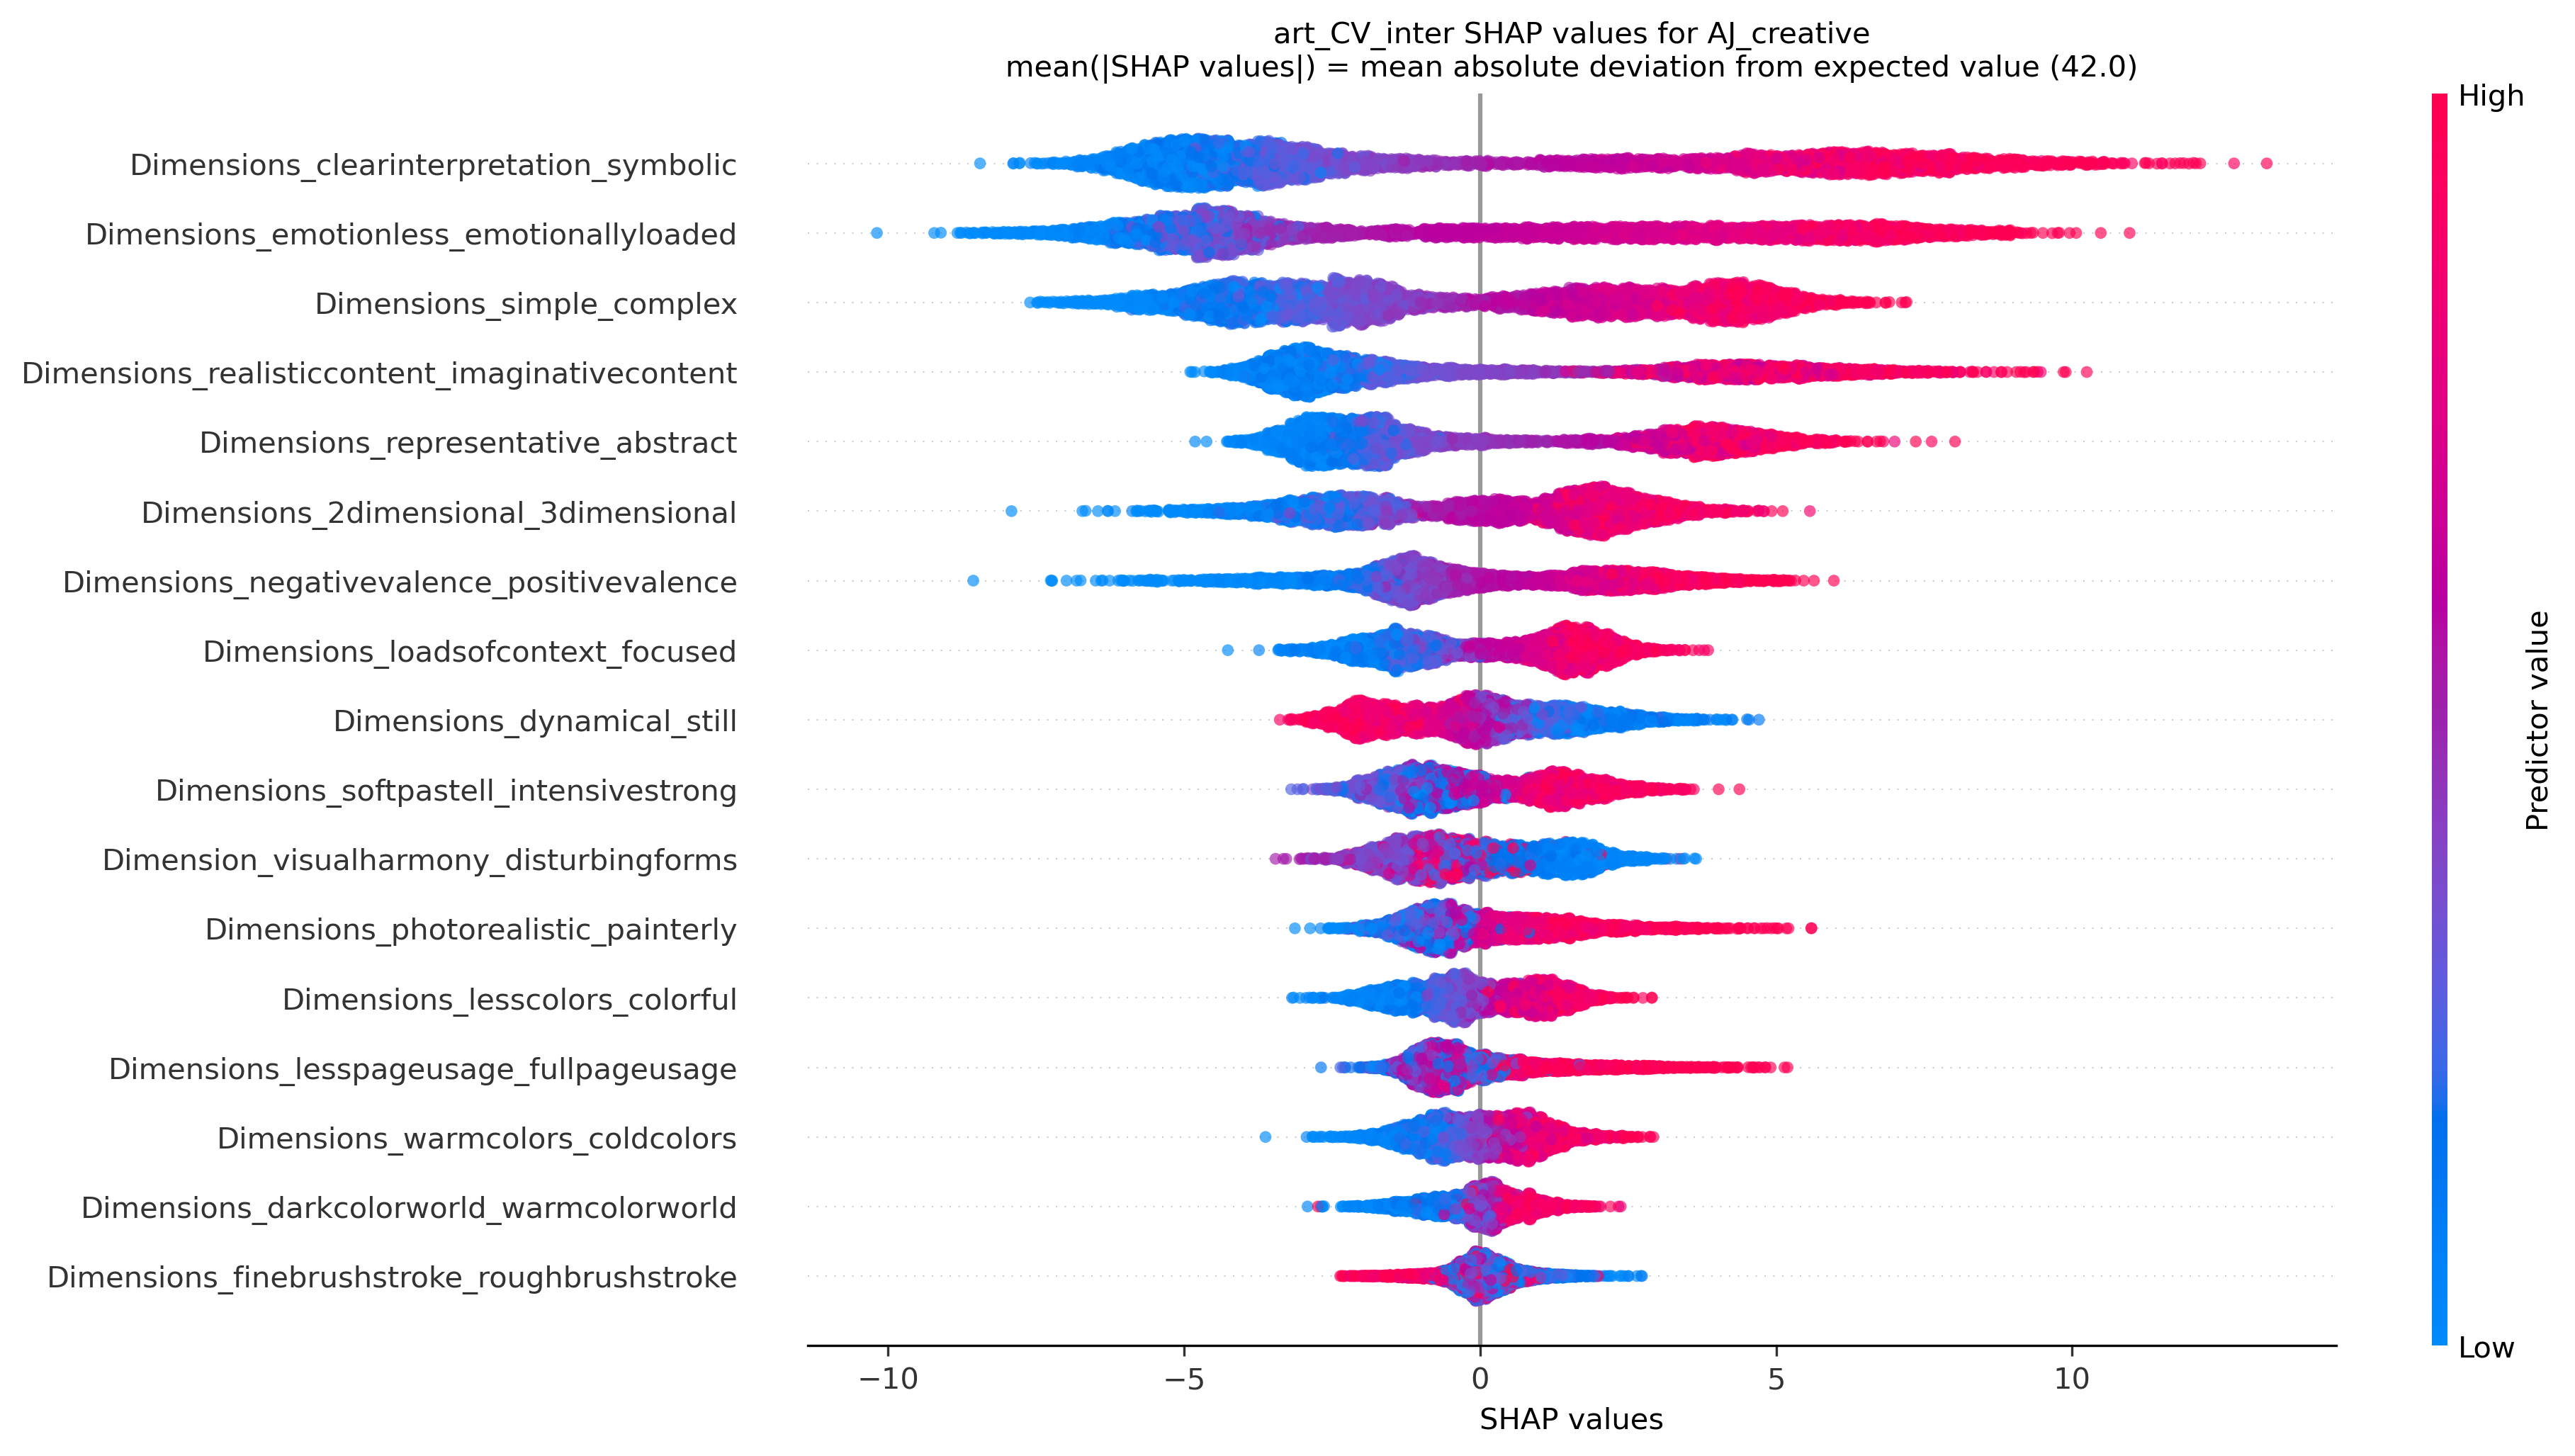 art_CV_inter SHAP values for AJ_creative
mean(|SHAP values|) = mean absolute deviation from expected value (42.0)
High
Dimensions_clearinterpretation_symbolic
Dimensions_emotionless_emotionallyloaded
Dimensions_simple_complex
Dimensions_realisticcontent_imaginativecontent
Dimensions_representative_abstract
Dimensions_2dimensional_3dimensional
Dimensions_negativevalence_positivevalence
Dimensions_loadsofcontext_focused
Dimensions_dynamical_still
Dimensions_softpastell_intensivestrong
Dimension_visualharmony_disturbingforms
Dimensions_photorealistic_painterly
Dimensions_lesscolors_colorful
Dimensions_lesspageusage_fullpageusage
Dimensions_warmcolors_coldcolors
Dimensions_darkcolorworld_warmcolorworld
Dimensions_finebrushstroke_roughbrushstroke
Predictor value
Low
−10 −5 0 5 10
SHAP values